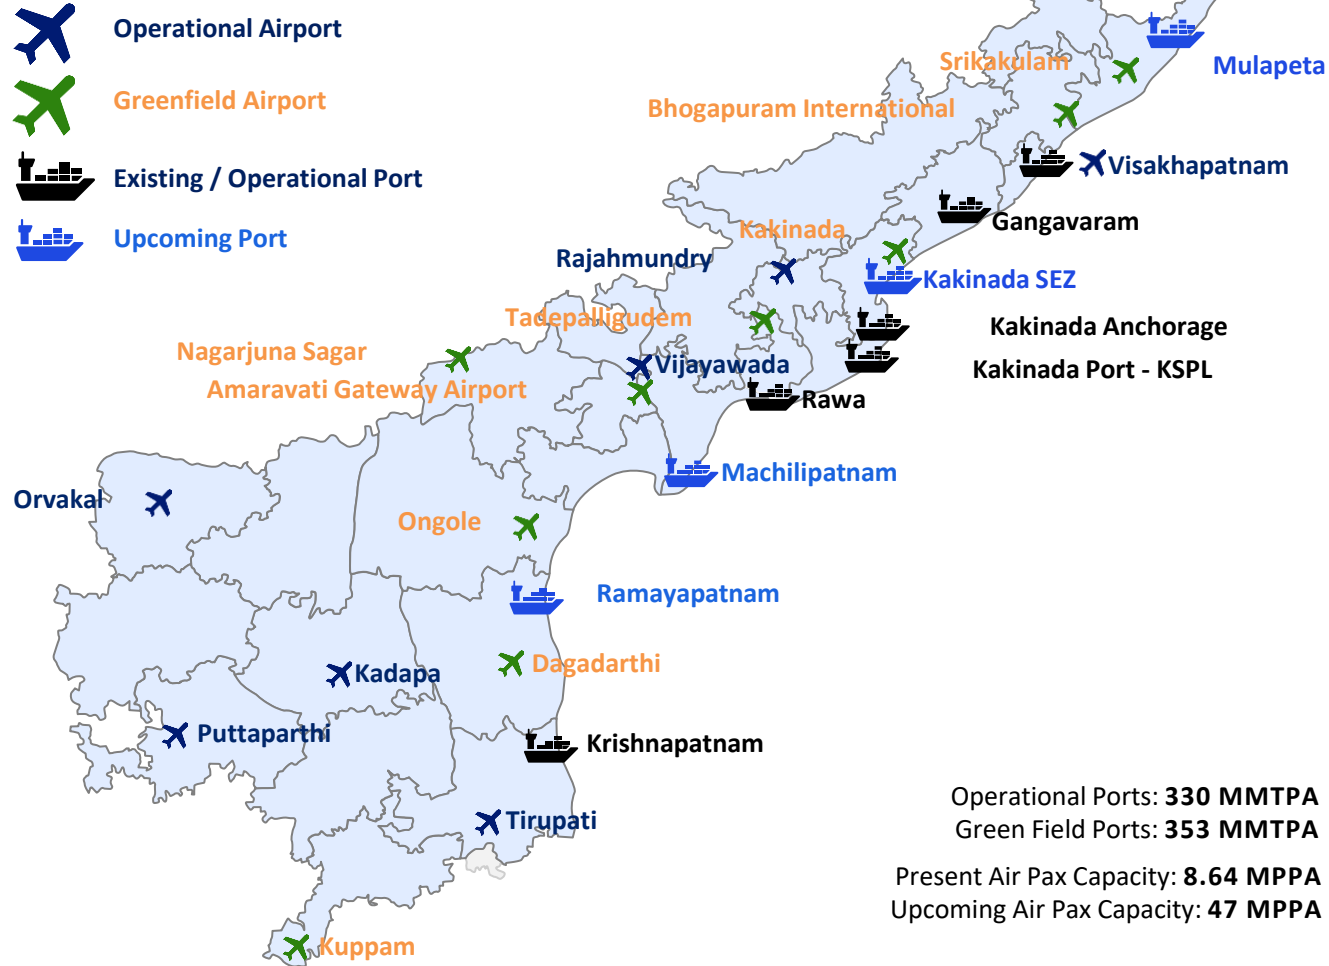 Operational Airport
Greenfield Airport
Existing / Operational Port
Upcoming Port
Srikakulam
Mulapeta
Bhogapuram International
Visakhapatnam
Gangavaram
Kakinada
Rajahmundry
Kakinada SEZ
Tadepalligudem
Kakinada Anchorage
Nagarjuna Sagar
Vijayawada
Kakinada Port - KSPL
Amaravati Gateway Airport
Rawa
Machilipatnam
Orvakal
Ongole
Ramayapatnam
Dagadarthi
Kadapa
Puttaparthi
Krishnapatnam
Operational Ports: 330 MMTPA
Tirupati
Green Field Ports: 353 MMTPA
Present Air Pax Capacity: 8.64 MPPA
Upcoming Air Pax Capacity: 47 MPPA
Kuppam